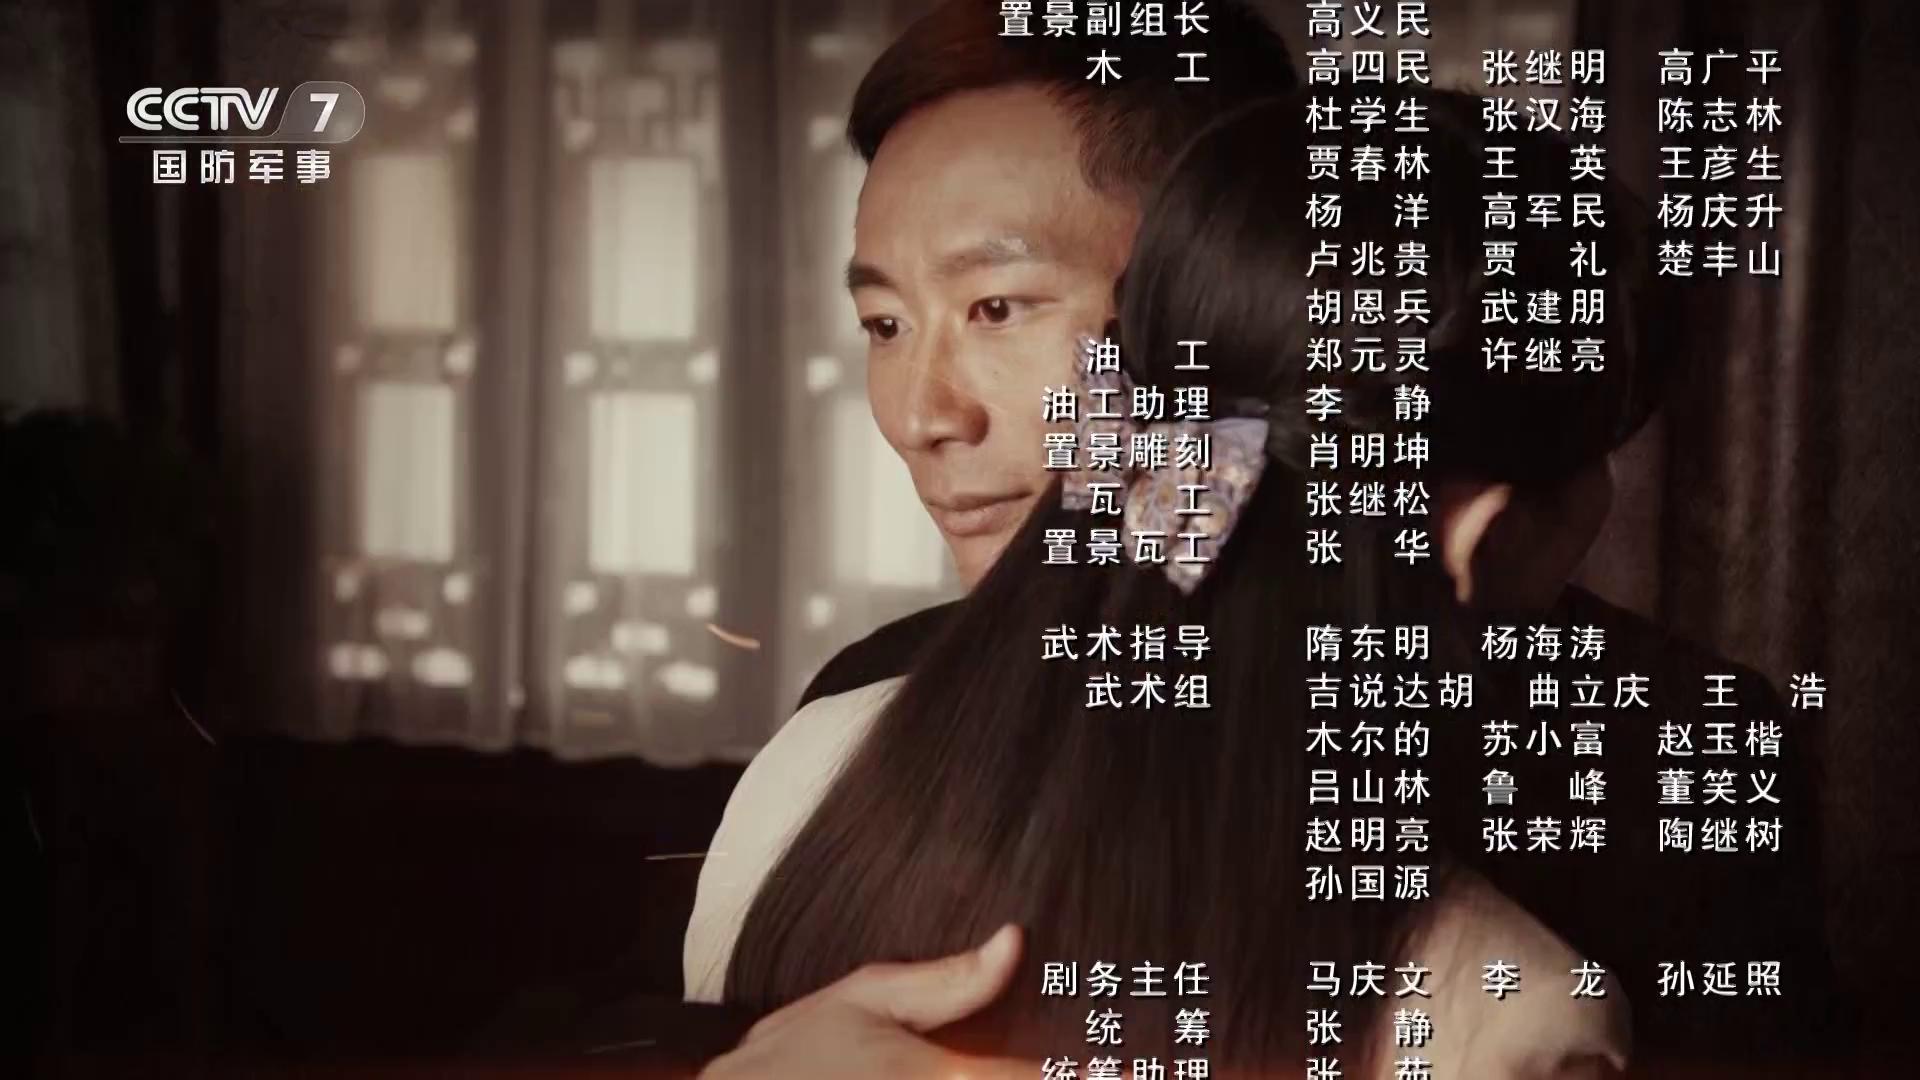 CCTV 7
国防军事
置景副组长 高义民
木 工 高四民 张继明 高广平
杜学生 张汉海 陈志林
贾春林 王 英 王彦生
杨 洋 高军民 杨庆升
卢兆贵 贾 礼 楚丰山
胡恩兵 武建朋
油 工 郑元灵 许继亮
油工助理 李 静
置景雕刻 肖明坤
瓦 工 张继松
置景瓦工 张 华
武术指导 隋东明 杨海涛
武术组 吉说达胡 曲立庆 王 浩
木尔的 苏小富 赵玉楷
吕山林 鲁 峰 董笑义
赵明亮 张荣辉 陶继树
孙国源
剧务主任 马庆文 李 龙 孙延照
统 筹 张 静
统筹助理 张 茹